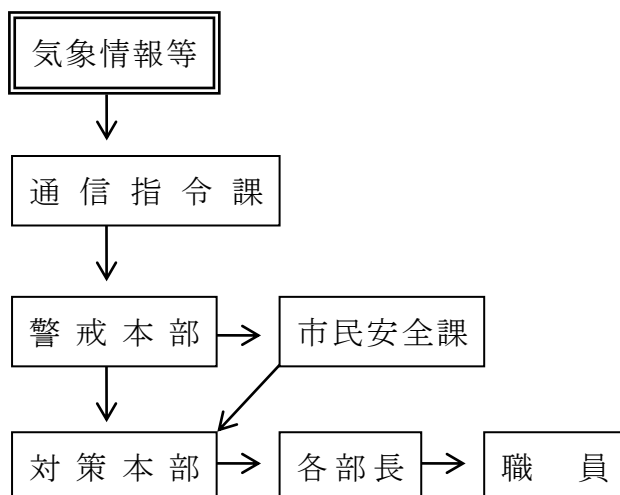 気象情報等
通信指令課
警戒本部
市民安全課
対策本部
各部長
職員